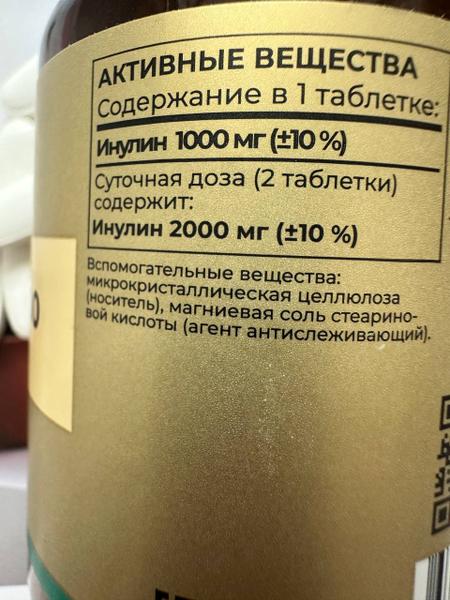 АКТИВНЫЕ ВЕЩЕСТВА
Содержание в 1 таблетке:
Инулин 1000 мг (±10 %)
Суточная доза (2 таблетки)
содержит:
Инулин 2000 мг (±10 %)
Вспомогательные вещества:
микрокристаллическая целлюлоза
(носитель), магниевая соль стеарино-
вой кислоты (агент антислеживающий).